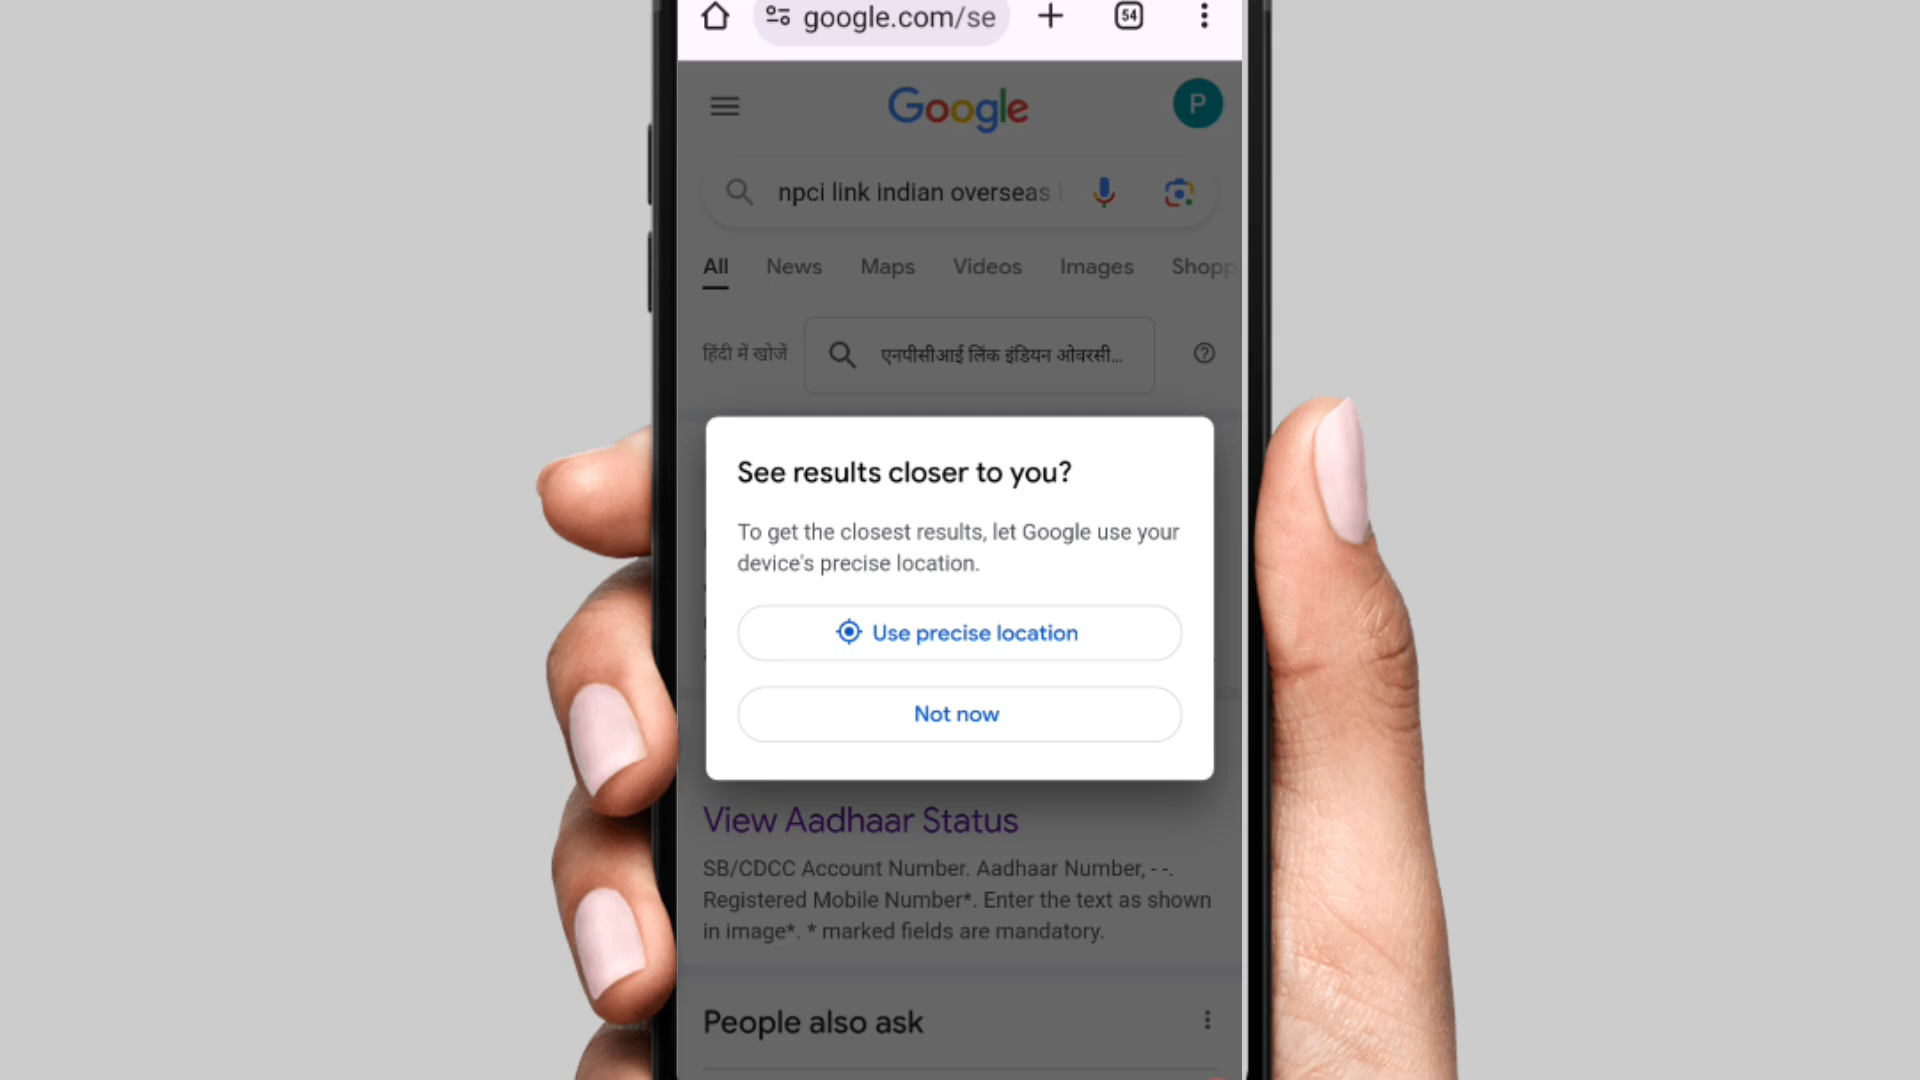 google.com/se
54
Google
P
npci link indian overseas
All News Maps Videos Images Shopp
हिंदी में खोजें
एनपीसीआई लिंक इंडियन ओवरसी...
See results closer to you?
To get the closest results, let Google use your
device's precise location.
Use precise location
Not now
View Aadhaar Status
SB/CDCC Account Number. Aadhaar Number, - -.
Registered Mobile Number*. Enter the text as shown
in image*. * marked fields are mandatory.
People also ask